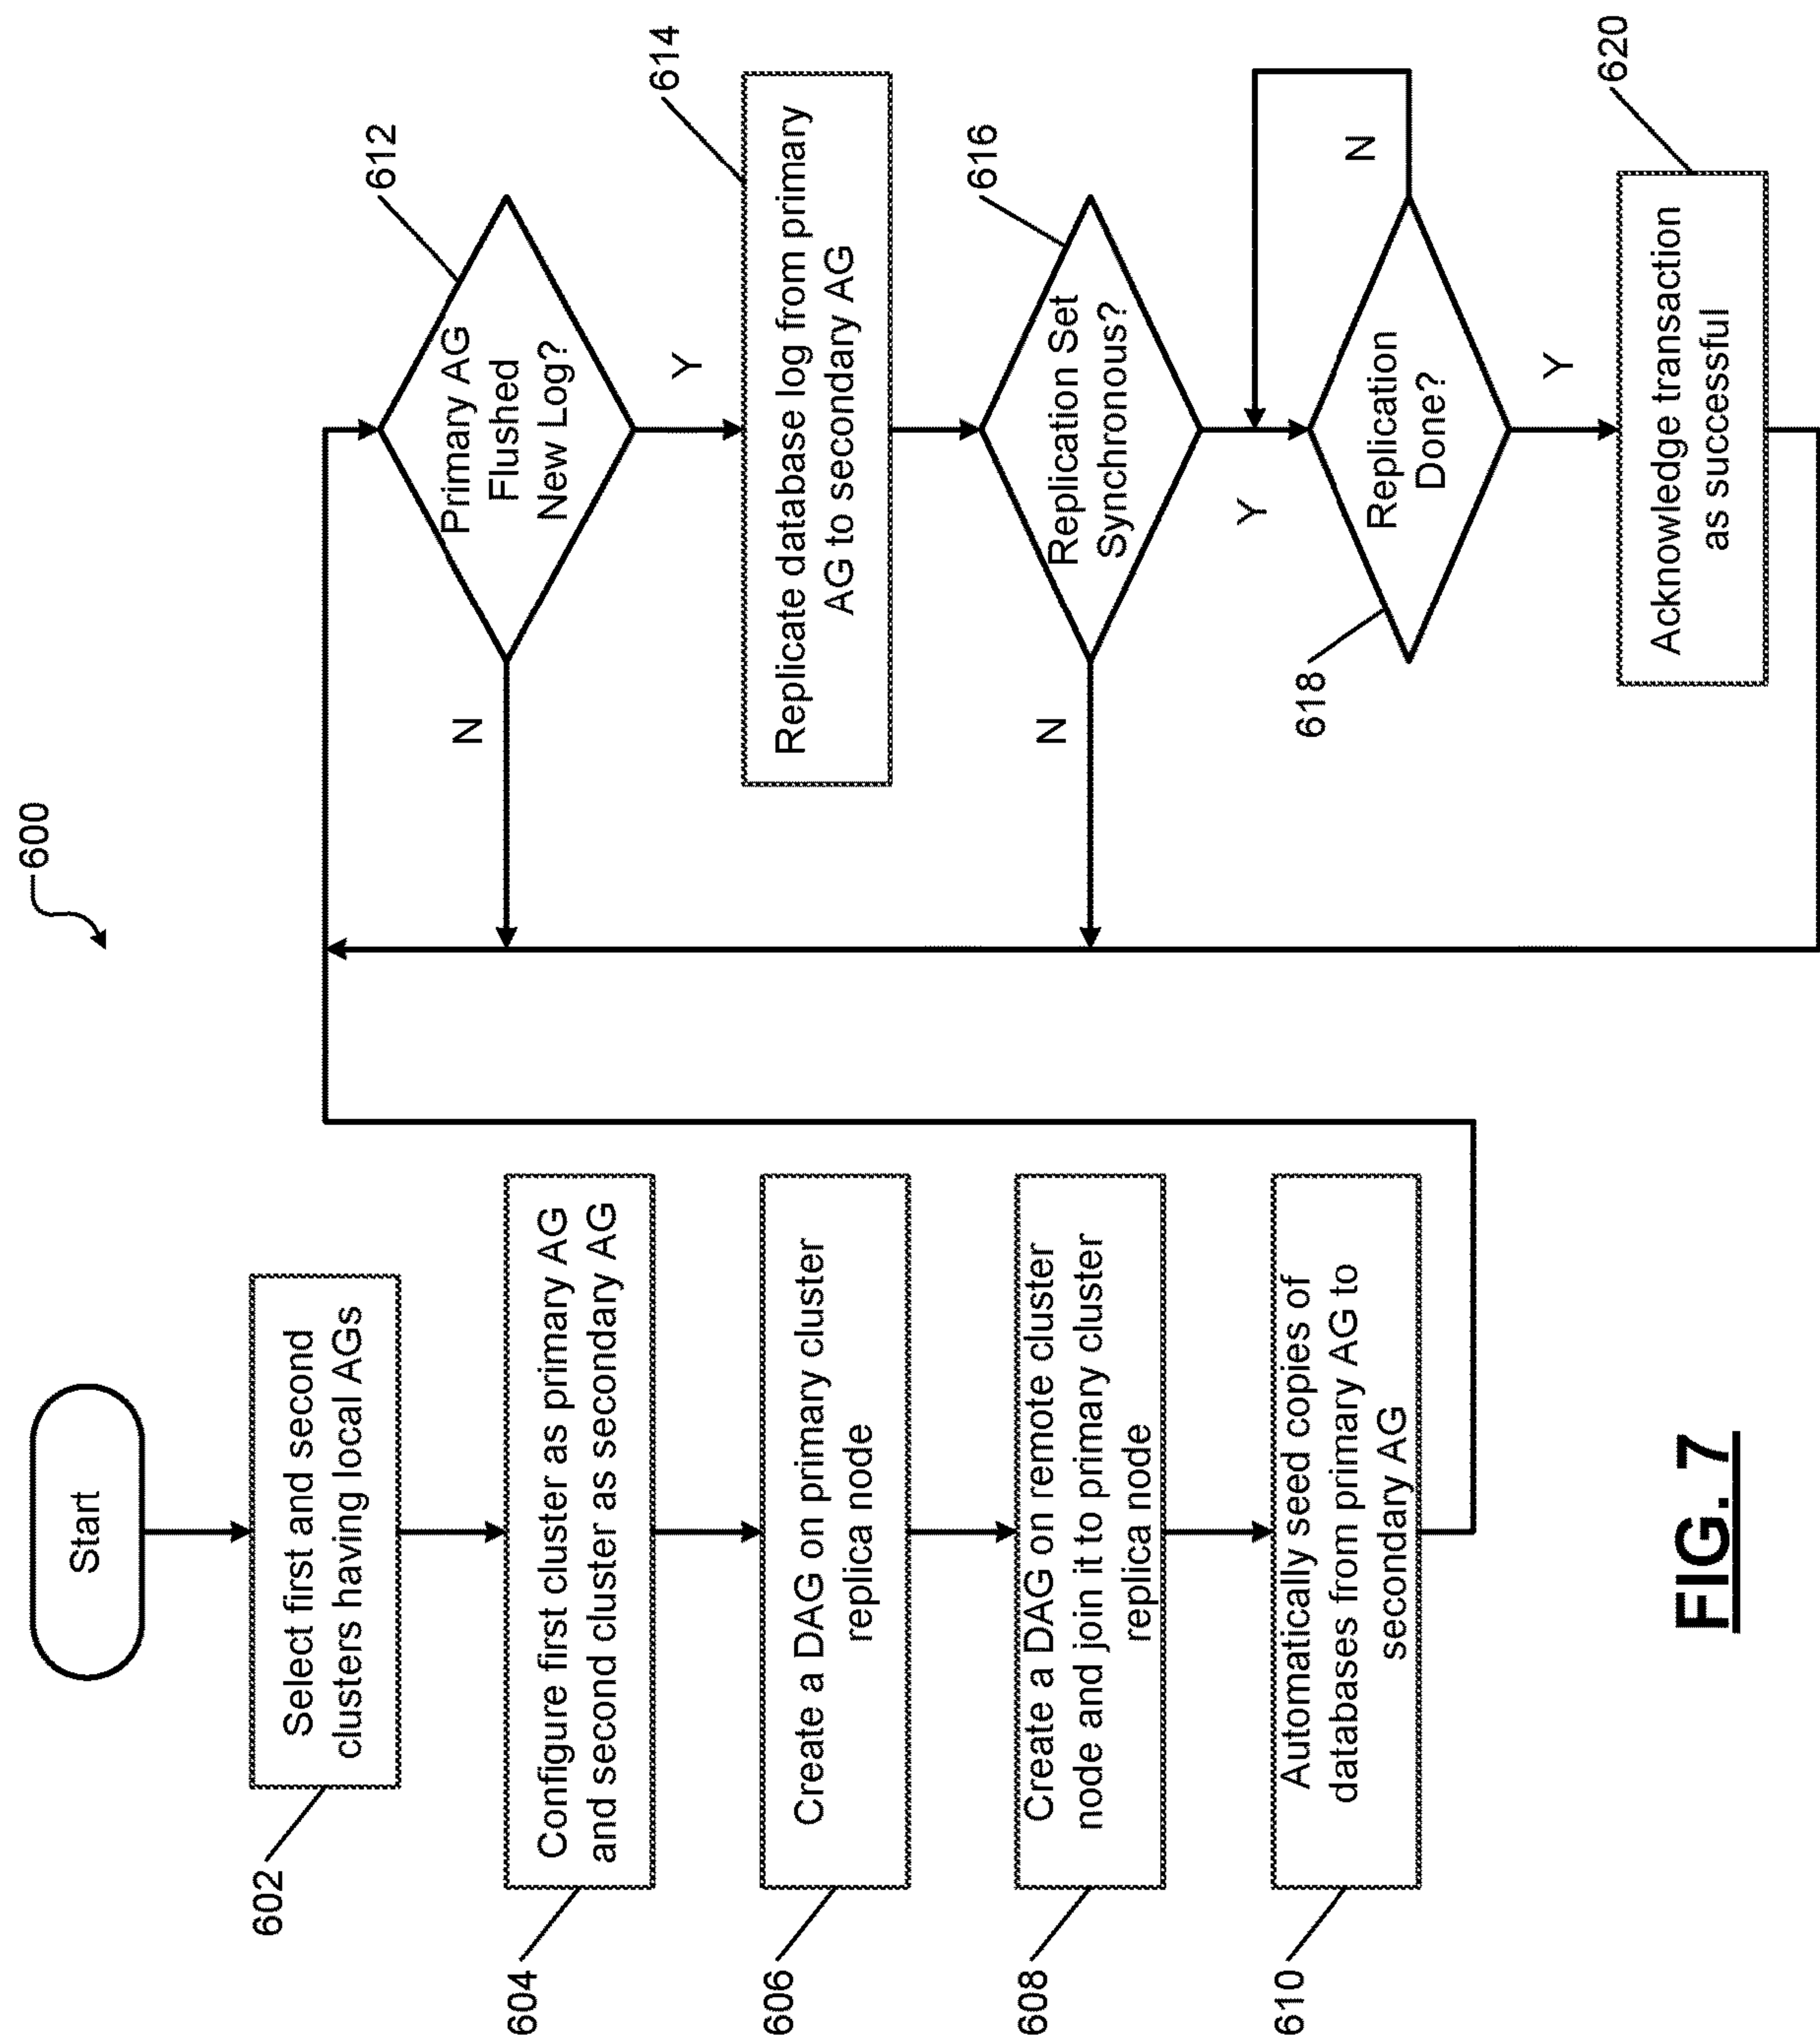 600
Start
Select first and second
clusters having local AGs
602
Configure first cluster as primary AG
and second cluster as secondary AG
604
Create a DAG on primary cluster
replica node
606
Create a DAG on remote cluster
node and join it to primary cluster
replica node
608
Automatically seed copies of
databases from primary AG to
secondary AG
610
Primary AG
Flushed
New Log?
612
N
Y
Replicate database log from primary
AG to secondary AG
614
Replication Set
Synchronous?
616
N
Y
Replication
Done?
618
N
Y
Acknowledge transaction
as successful
620
FIG. 7